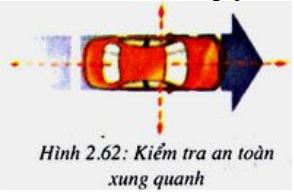 Hình 2.62: Kiểm tra an toàn
xung quanh